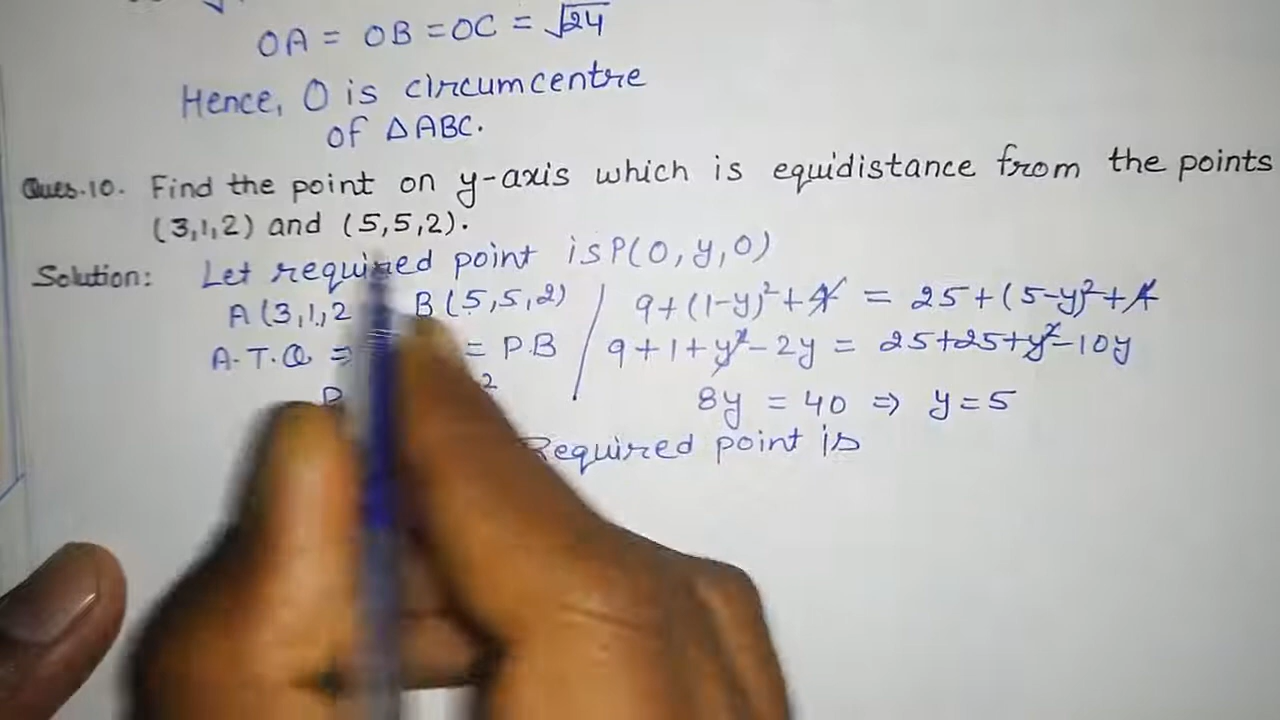 OA = OB = OC = √24
Hence, O is circumcentre
of △ABC.
Ques.10. Find the point on y-axis which is equidistance from the points
(3,1,2) and (5,5,2).
Solution: Let required point is P(0, y, 0)
A(3,1,2 B(5,5,2) / 9+(1-y)²+4 = 25+(5-y)²+4
A.T.Q ⇒ = PB / 9+1+y²-2y = 25+25+y²-10y
P 2 8y = 40 ⇒ y=5
Required point is